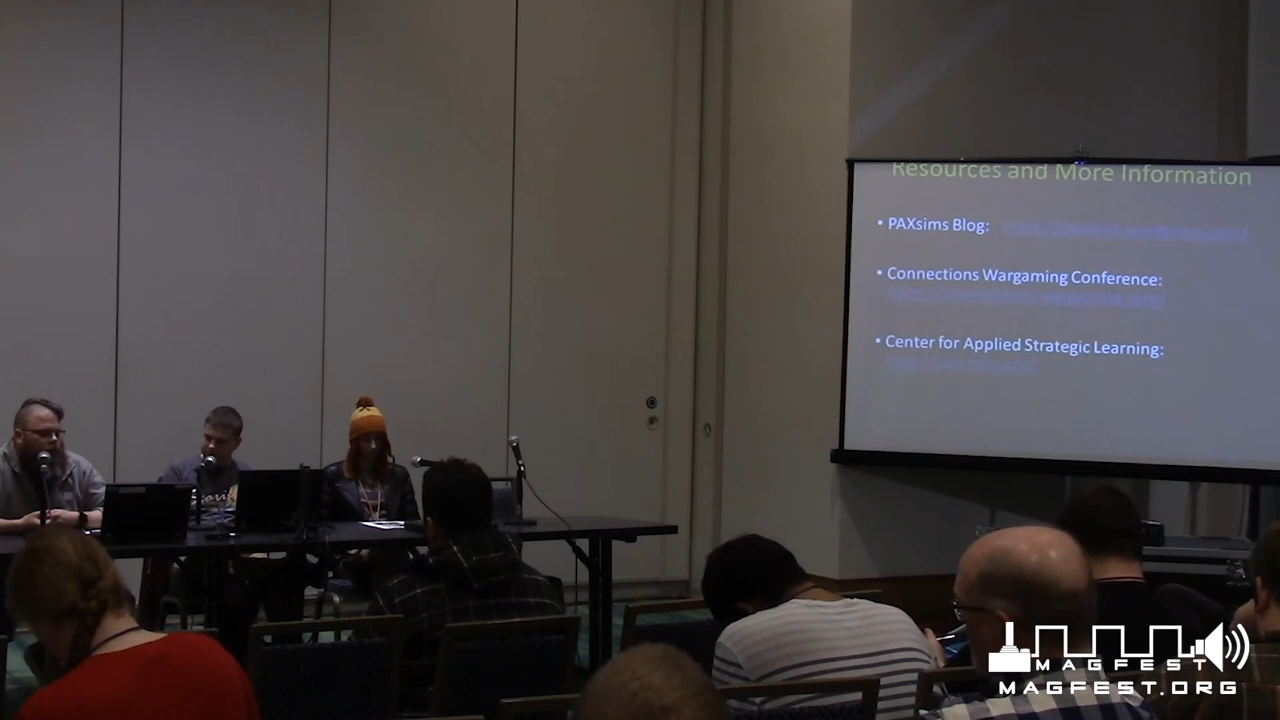 Resources and More Information
• PAXsims Blog:
• Connections Wargaming Conference:
• Center for Applied Strategic Learning:
MAGFEST
MAGFEST.ORG